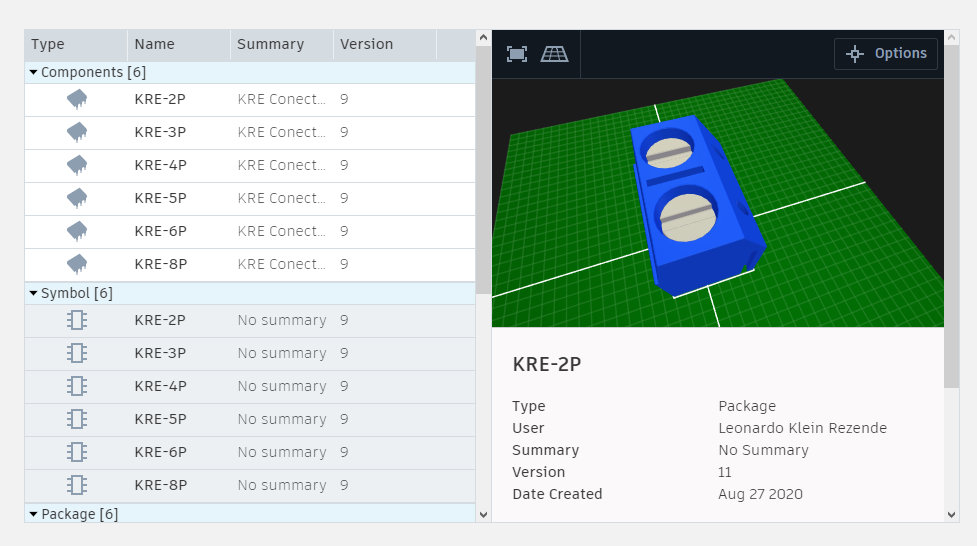 Type Name Summary Version
Components [6]
KRE-2P KRE Conect... 9
KRE-3P KRE Conect... 9
KRE-4P KRE Conect... 9
KRE-5P KRE Conect... 9
KRE-6P KRE Conect... 9
KRE-8P KRE Conect... 9
Symbol [6]
KRE-2P No summary 9
KRE-3P No summary 9
KRE-4P No summary 9
KRE-5P No summary 9
KRE-6P No summary 9
KRE-8P No summary 9
Package [6]
Options
KRE-2P
Type Package
User Leonardo Klein Rezende
Summary No Summary
Version 11
Date Created Aug 27 2020